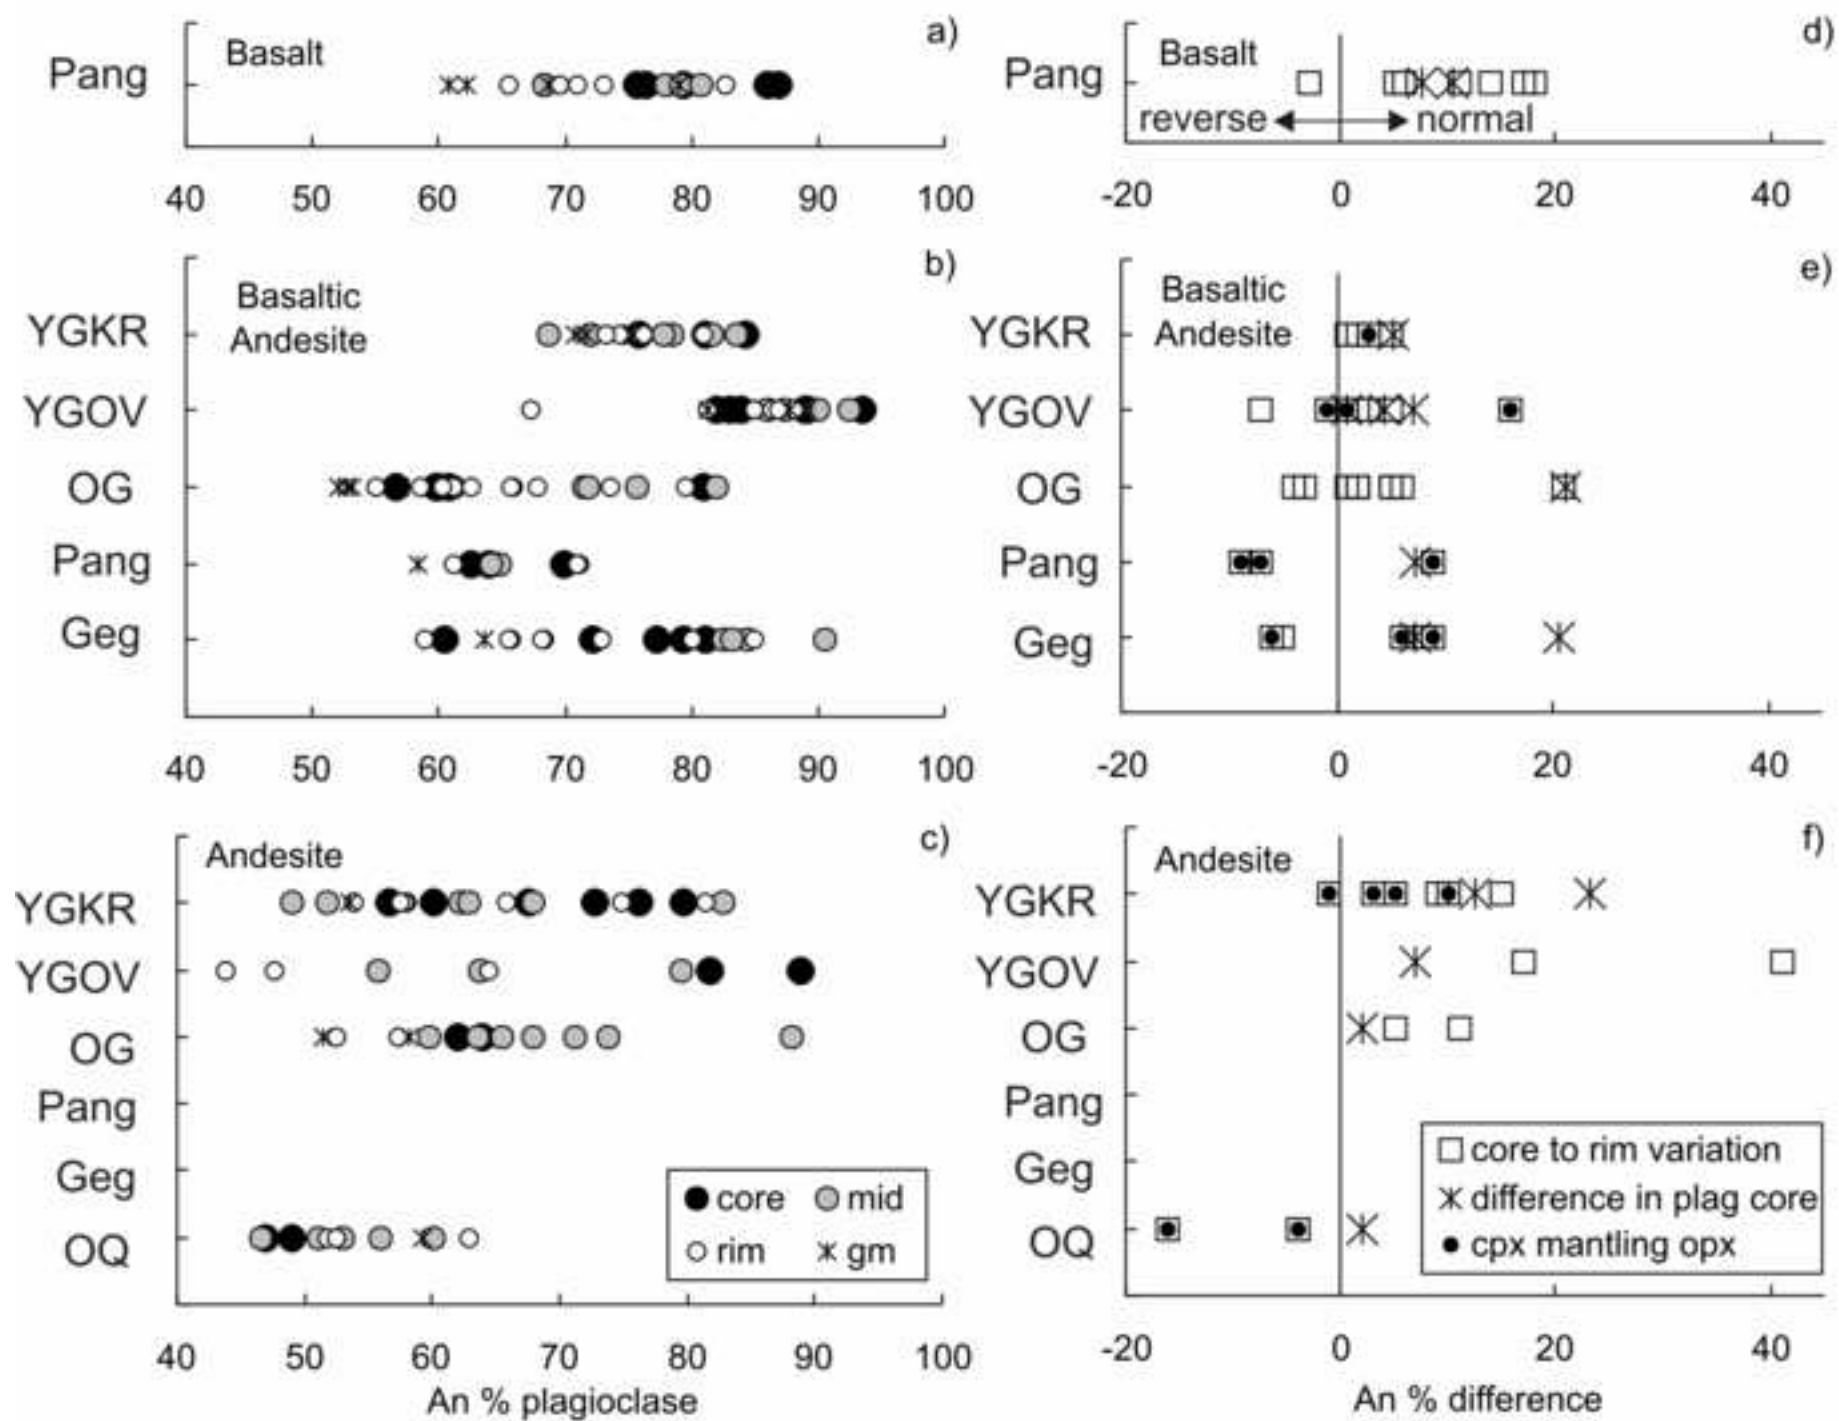 a)
Basalt
Pang
40 50 60 70 80 90 100
d)
Basalt
Pang
reverse normal
-20 0 20 40
b)
Basaltic
Andesite
YGKR
YGOV
OG
Pang
Geg
40 50 60 70 80 90 100
e)
Basaltic
Andesite
YGKR
YGOV
OG
Pang
Geg
-20 0 20 40
c)
Andesite
YGKR
YGOV
OG
Pang
Geg
OQ
core mid
rim gm
40 50 60 70 80 90 100
An % plagioclase
f)
Andesite
YGKR
YGOV
OG
Pang
Geg
OQ
core to rim variation
difference in plag core
cpx mantling opx
-20 0 20 40
An % difference